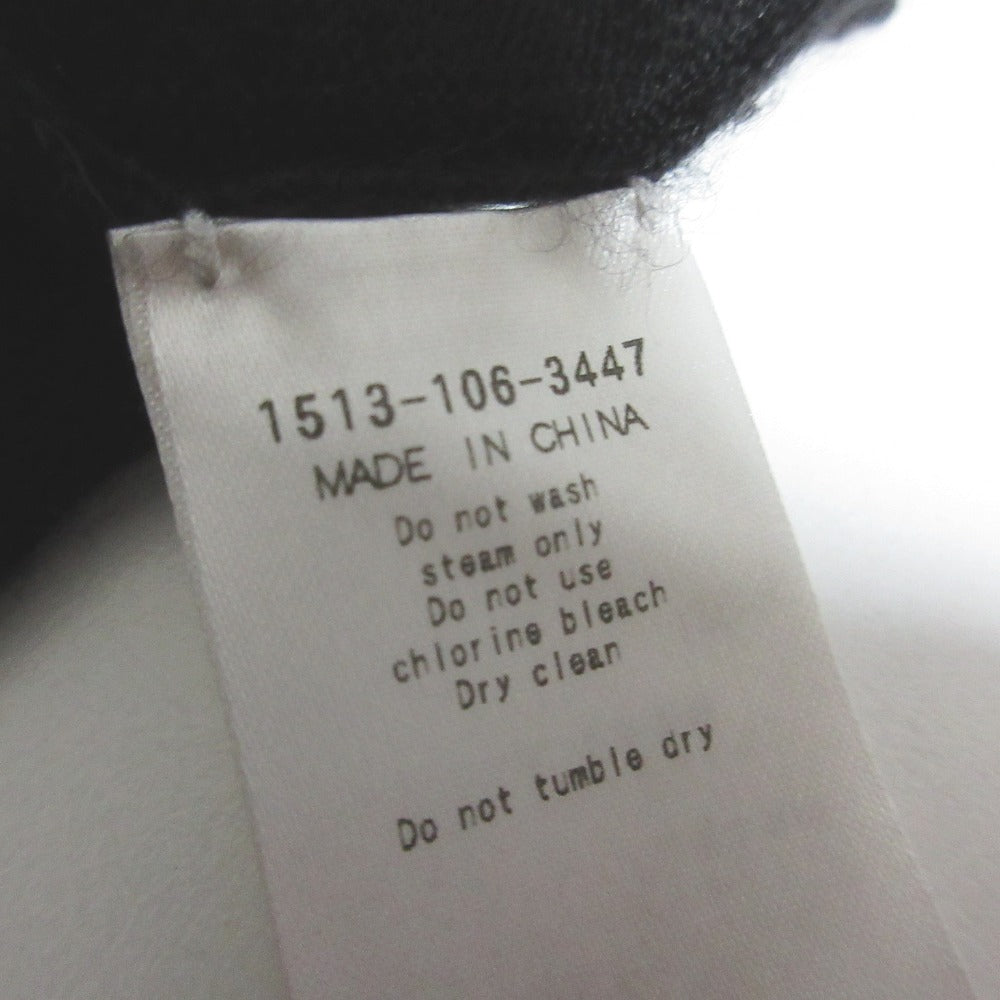 1513-106-3447
MADE IN CHINA
Do not wash
steam only
Do not use
chlorine bleach
Dry clean
Do not tumble dry